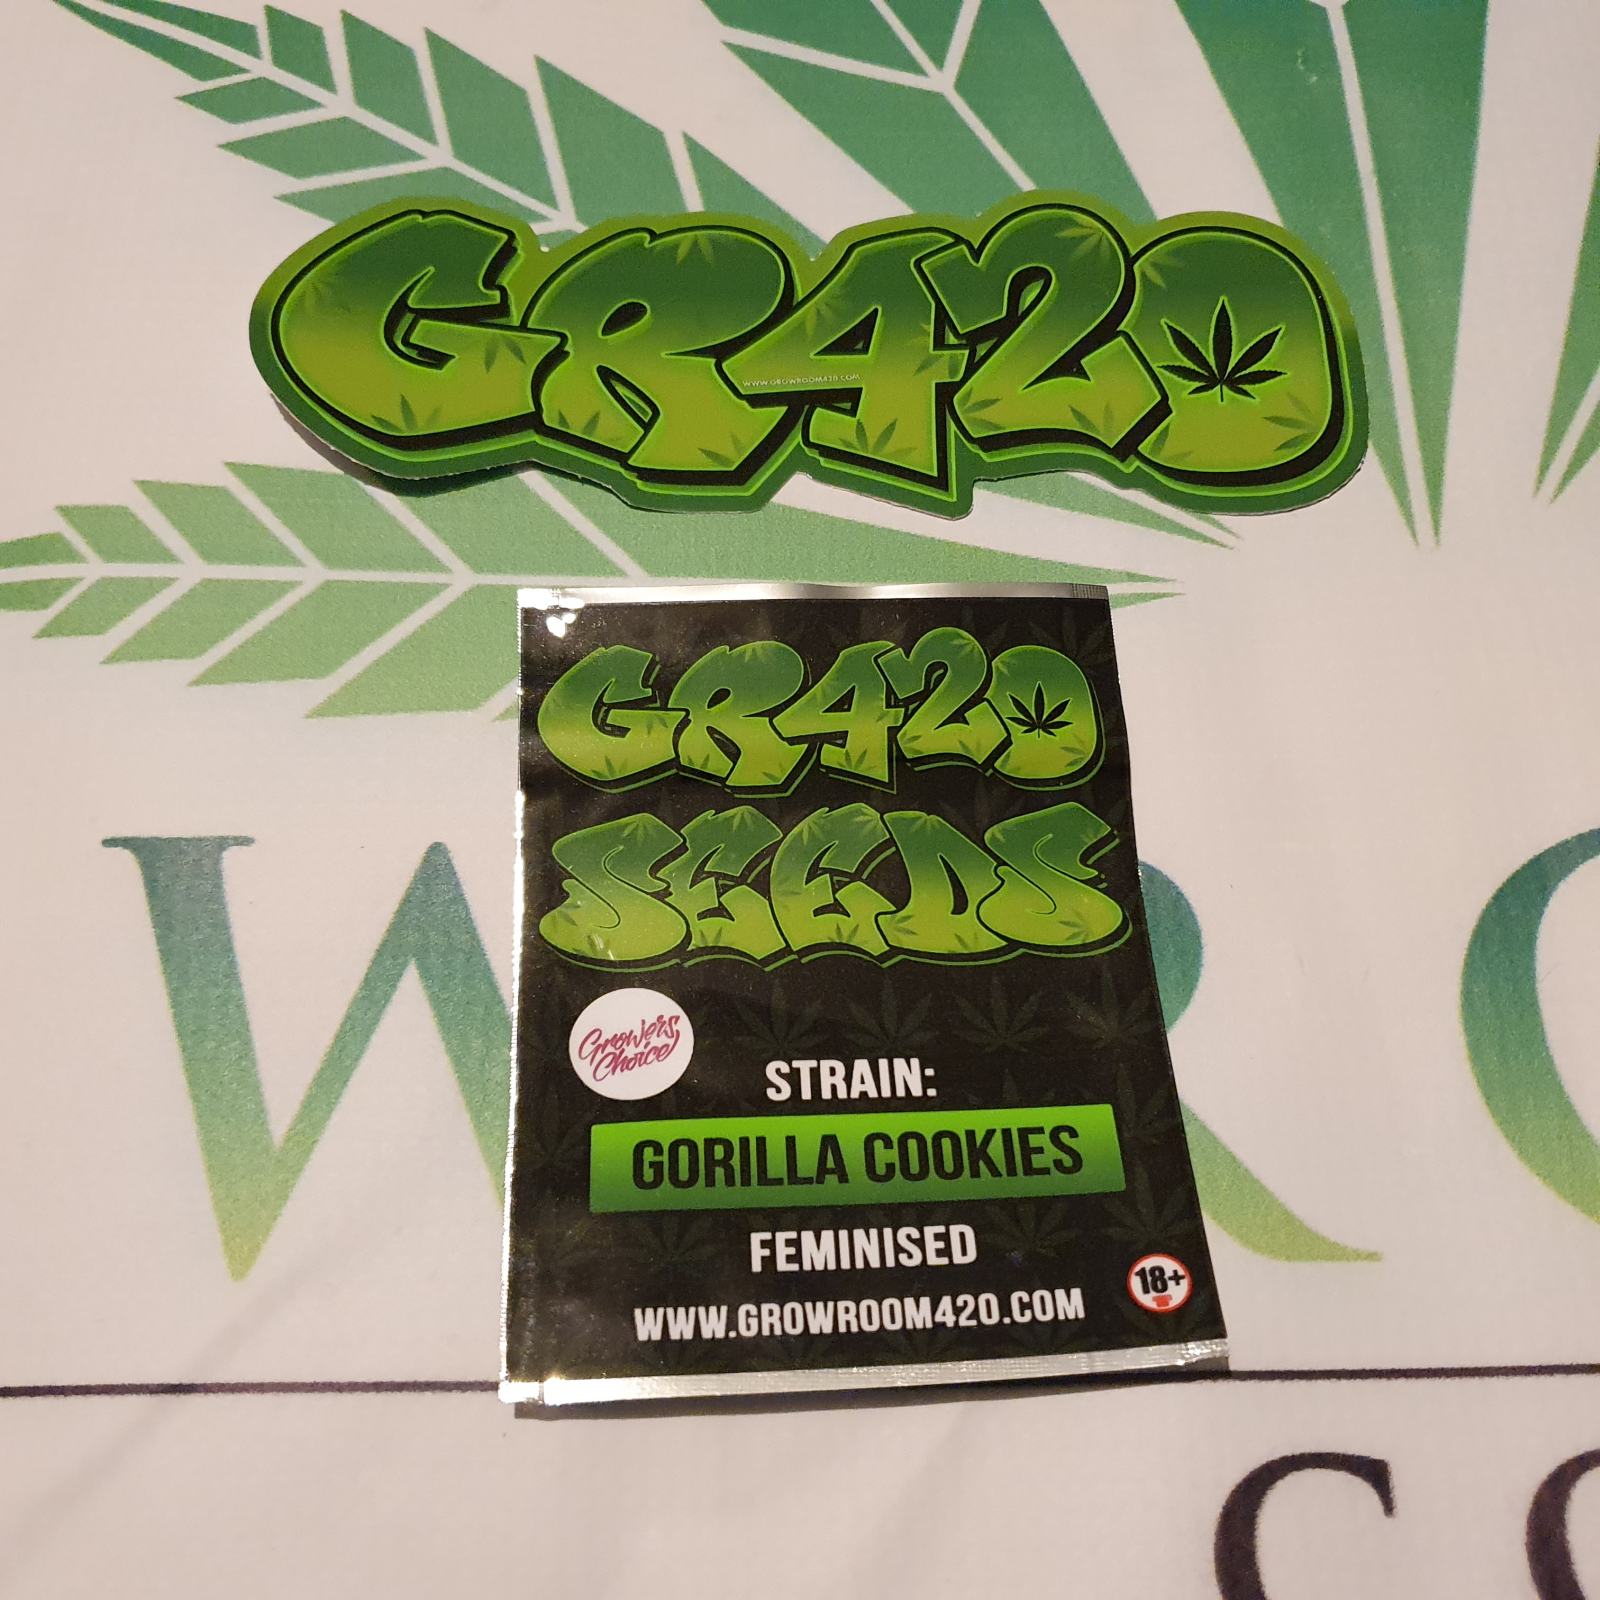 GR420
WWW.GROWROOM420.COM
GR420
SEEDS
Growers
Choice
STRAIN:
GORILLA COOKIES
FEMINISED
18+
WWW.GROWROOM420.COM
W R
C